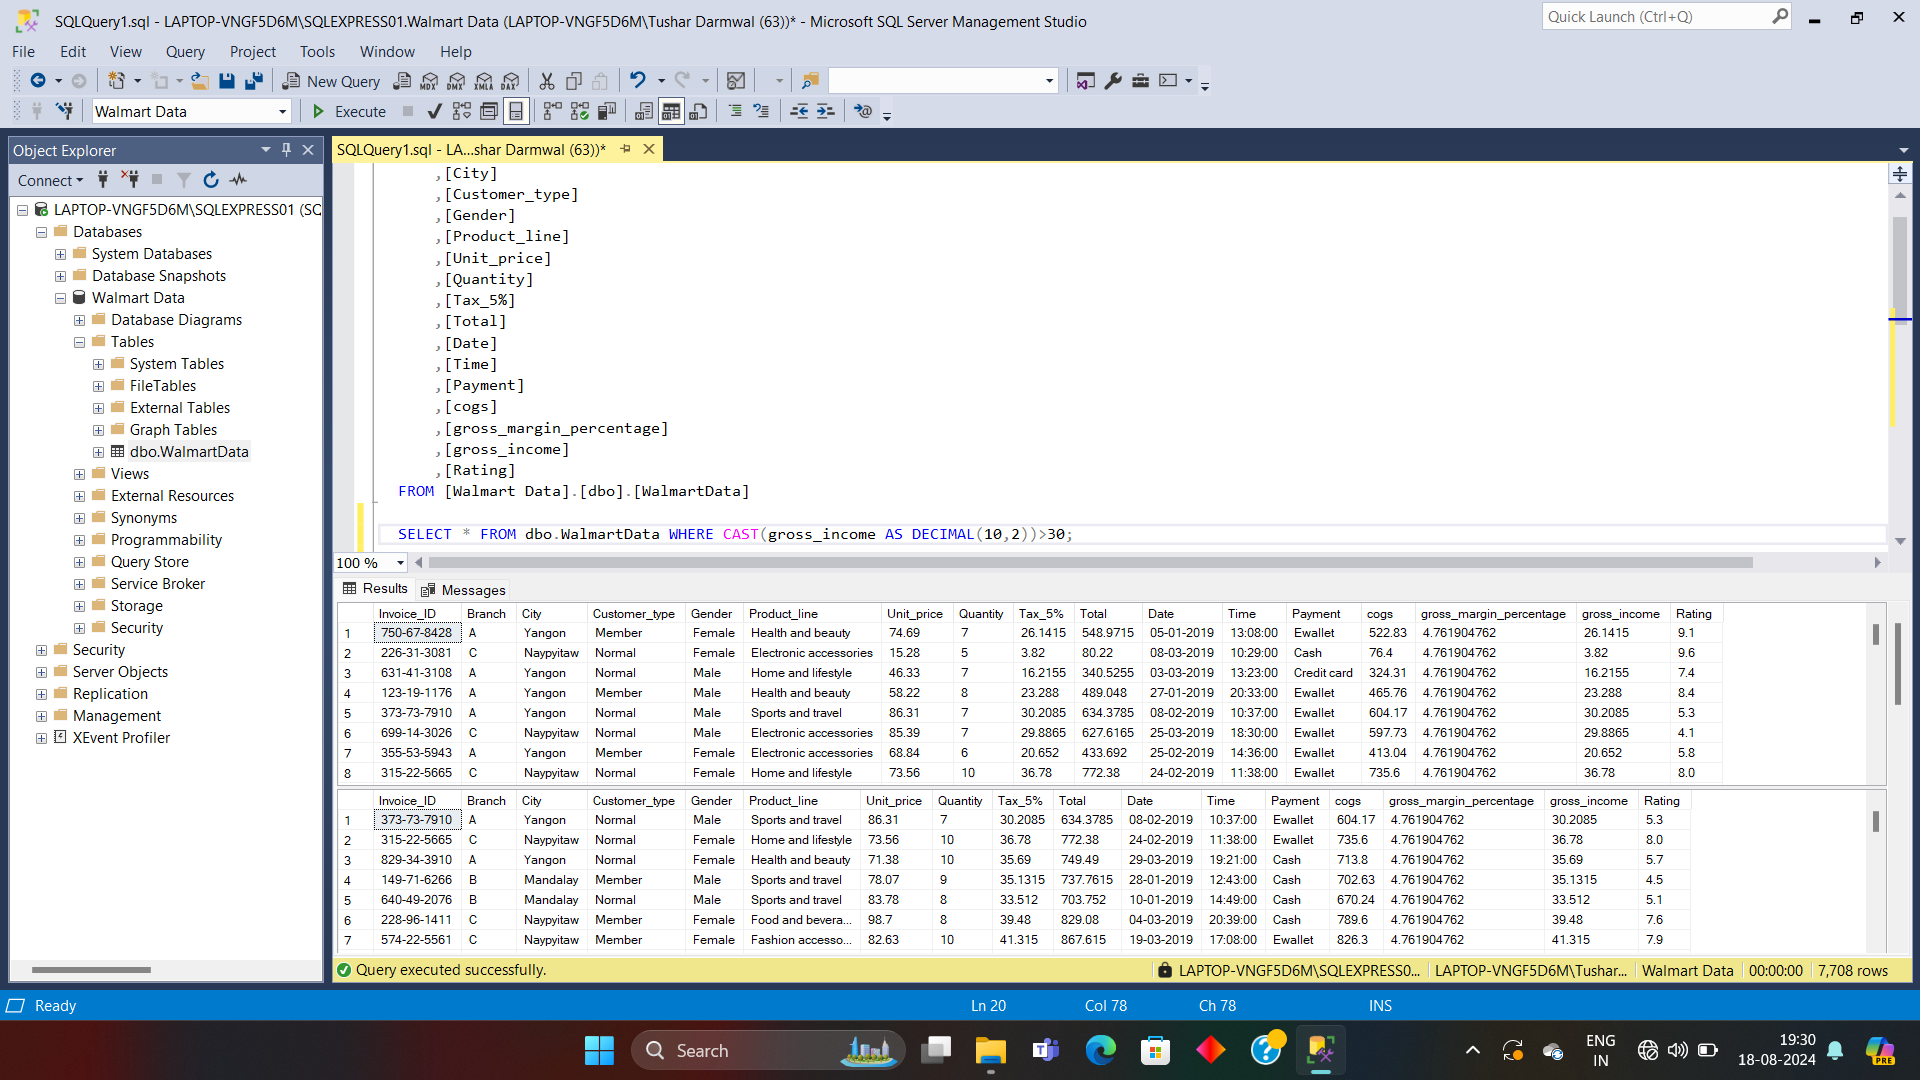 SQLQuery1.sql - LAPTOP-VNGF5D6M\SQLEXPRESS01.Walmart Data (LAPTOP-VNGF5D6M\Tushar Darmwal (63))* - Microsoft SQL Server Management Studio
Quick Launch (Ctrl+Q)
File Edit View Query Project Tools Window Help
New Query MDX DMX XMLA DAX
Walmart Data Execute
Object Explorer
Connect
LAPTOP-VNGF5D6M\SQLEXPRESS01 (SQ
Databases
System Databases
Database Snapshots
Walmart Data
Database Diagrams
Tables
System Tables
FileTables
External Tables
Graph Tables
dbo.WalmartData
Views
External Resources
Synonyms
Programmability
Query Store
Service Broker
Storage
Security
Security
Server Objects
Replication
Management
XEvent Profiler
SQLQuery1.sql - LA...shar Darmwal (63))*
,[City]
,[Customer_type]
,[Gender]
,[Product_line]
,[Unit_price]
,[Quantity]
,[Tax_5%]
,[Total]
,[Date]
,[Time]
,[Payment]
,[cogs]
,[gross_margin_percentage]
,[gross_income]
,[Rating]
FROM [Walmart Data].[dbo].[WalmartData]
SELECT * FROM dbo.WalmartData WHERE CAST(gross_income AS DECIMAL(10,2))>30;
100 %
Results Messages
Invoice_ID Branch City Customer_type Gender Product_line Unit_price Quantity Tax_5% Total Date Time Payment cogs gross_margin_percentage gross_income Rating
1 750-67-8428 A Yangon Member Female Health and beauty 74.69 7 26.1415 548.9715 05-01-2019 13:08:00 Ewallet 522.83 4.761904762 26.1415 9.1
2 226-31-3081 C Naypyitaw Normal Female Electronic accessories 15.28 5 3.82 80.22 08-03-2019 10:29:00 Cash 76.4 4.761904762 3.82 9.6
3 631-41-3108 A Yangon Normal Male Home and lifestyle 46.33 7 16.2155 340.5255 03-03-2019 13:23:00 Credit card 324.31 4.761904762 16.2155 7.4
4 123-19-1176 A Yangon Member Male Health and beauty 58.22 8 23.288 489.048 27-01-2019 20:33:00 Ewallet 465.76 4.761904762 23.288 8.4
5 373-73-7910 A Yangon Normal Male Sports and travel 86.31 7 30.2085 634.3785 08-02-2019 10:37:00 Ewallet 604.17 4.761904762 30.2085 5.3
6 699-14-3026 C Naypyitaw Normal Male Electronic accessories 85.39 7 29.8865 627.6165 25-03-2019 18:30:00 Ewallet 597.73 4.761904762 29.8865 4.1
7 355-53-5943 A Yangon Member Female Electronic accessories 68.84 6 20.652 433.692 25-02-2019 14:36:00 Ewallet 413.04 4.761904762 20.652 5.8
8 315-22-5665 C Naypyitaw Normal Female Home and lifestyle 73.56 10 36.78 772.38 24-02-2019 11:38:00 Ewallet 735.6 4.761904762 36.78 8.0
Invoice_ID Branch City Customer_type Gender Product_line Unit_price Quantity Tax_5% Total Date Time Payment cogs gross_margin_percentage gross_income Rating
1 373-73-7910 A Yangon Normal Male Sports and travel 86.31 7 30.2085 634.3785 08-02-2019 10:37:00 Ewallet 604.17 4.761904762 30.2085 5.3
2 315-22-5665 C Naypyitaw Normal Female Home and lifestyle 73.56 10 36.78 772.38 24-02-2019 11:38:00 Ewallet 735.6 4.761904762 36.78 8.0
3 829-34-3910 A Yangon Normal Female Health and beauty 71.38 10 35.69 749.49 29-03-2019 19:21:00 Cash 713.8 4.761904762 35.69 5.7
4 149-71-6266 B Mandalay Member Male Sports and travel 78.07 9 35.1315 737.7615 28-01-2019 12:43:00 Cash 702.63 4.761904762 35.1315 4.5
5 640-49-2076 B Mandalay Normal Male Sports and travel 83.78 8 33.512 703.752 10-01-2019 14:49:00 Cash 670.24 4.761904762 33.512 5.1
6 228-96-1411 C Naypyitaw Member Female Food and bevera... 98.7 8 39.48 829.08 04-03-2019 20:39:00 Cash 789.6 4.761904762 39.48 7.6
7 574-22-5561 C Naypyitaw Member Female Fashion accesso... 82.63 10 41.315 867.615 19-03-2019 17:08:00 Ewallet 826.3 4.761904762 41.315 7.9
Query executed successfully. LAPTOP-VNGF5D6M\SQLEXPRESS0... LAPTOP-VNGF5D6M\Tushar... Walmart Data 00:00:00 7,708 rows
Ready Ln 20 Col 78 Ch 78 INS
Search
ENG
IN
19:30
18-08-2024
PRE